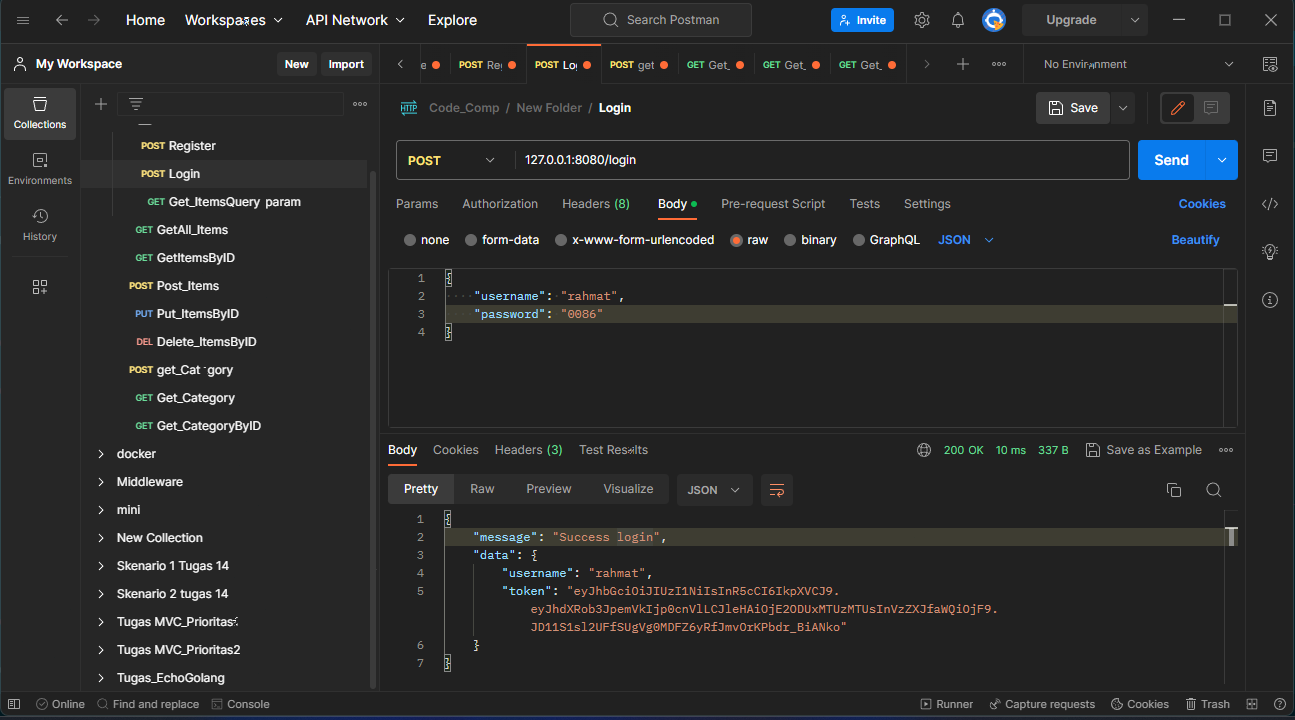 Home Workspaces API Network Explore Search Postman Invite Upgrade
My Workspace New Import
POST Re POST Lo POST get GET Get_ GET Get_ GET Get_ No Environment
Collections
Environments
History
POST Register
POST Login
GET Get_ItemsQuery param
GET GetAll_Items
GET GetItemsByID
POST Post_Items
PUT Put_ItemsByID
DEL Delete_ItemsByID
POST get_Cat gory
GET Get_Category
GET Get_CategoryByID
docker
Middleware
mini
New Collection
Skenario 1 Tugas 14
Skenario 2 tugas 14
Tugas MVC_Prioritas
Tugas MVC_Prioritas2
Tugas_EchoGolang
HTTP Code_Comp / New Folder / Login Save
POST 127.0.0.1:8080/login Send
Params Authorization Headers (8) Body Pre-request Script Tests Settings Cookies
none form-data x-www-form-urlencoded raw binary GraphQL JSON Beautify
1 {
2 "username": "rahmat",
3 "password": "0086"
4 }
Body Cookies Headers (3) Test Results 200 OK 10 ms 337 B Save as Example
Pretty Raw Preview Visualize JSON
1 {
2 "message": "Success login",
3 "data": {
4 "username": "rahmat",
5 "token": "eyJhbGciOiJIUzI1NiIsInR5cCI6IkpXVCJ9.
eyJhdXRob3JpemVkIjp0cnVlLCJleHAiOjE2ODUxMTUzMTUsInVzZXJfaWQiOjF9.
JD11S1sl2UFfSUgVg0MDFZ6yRfJmvOrKPbdr_BiANko"
6 }
7 }
Online Find and replace Console Runner Capture requests Cookies Trash